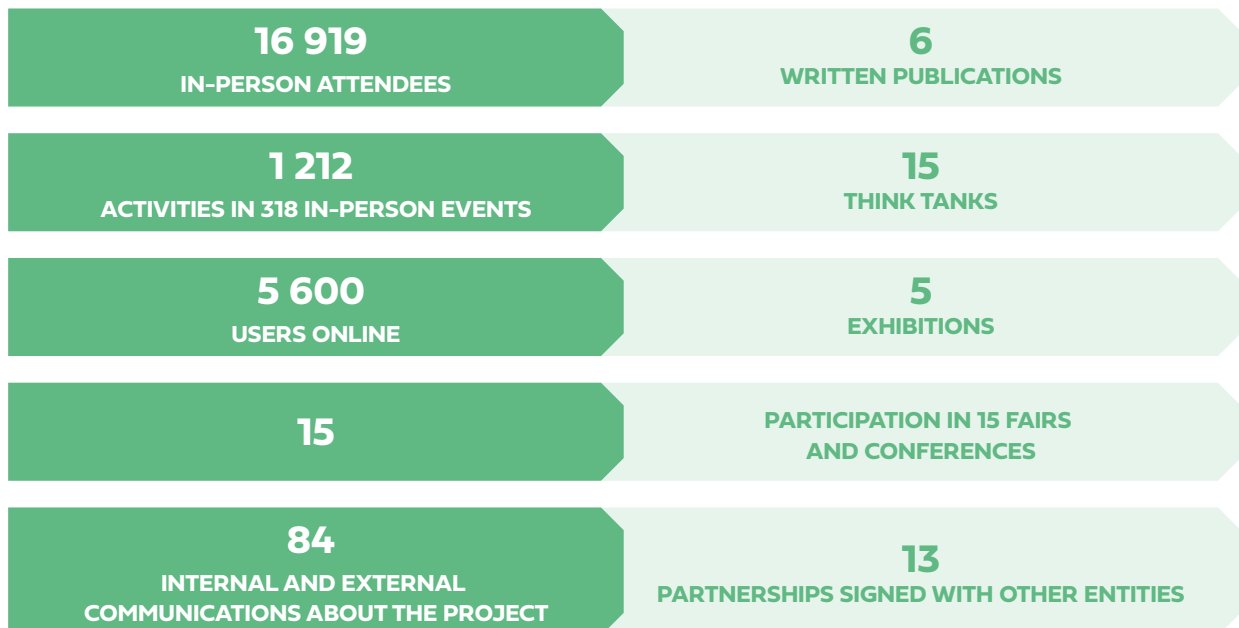 16 919
IN-PERSON ATTENDEES
6
WRITTEN PUBLICATIONS
1 212
ACTIVITIES IN 318 IN-PERSON EVENTS
15
THINK TANKS
5 600
USERS ONLINE
5
EXHIBITIONS
15
PARTICIPATION IN 15 FAIRS
AND CONFERENCES
84
INTERNAL AND EXTERNAL
COMMUNICATIONS ABOUT THE PROJECT
13
PARTNERSHIPS SIGNED WITH OTHER ENTITIES